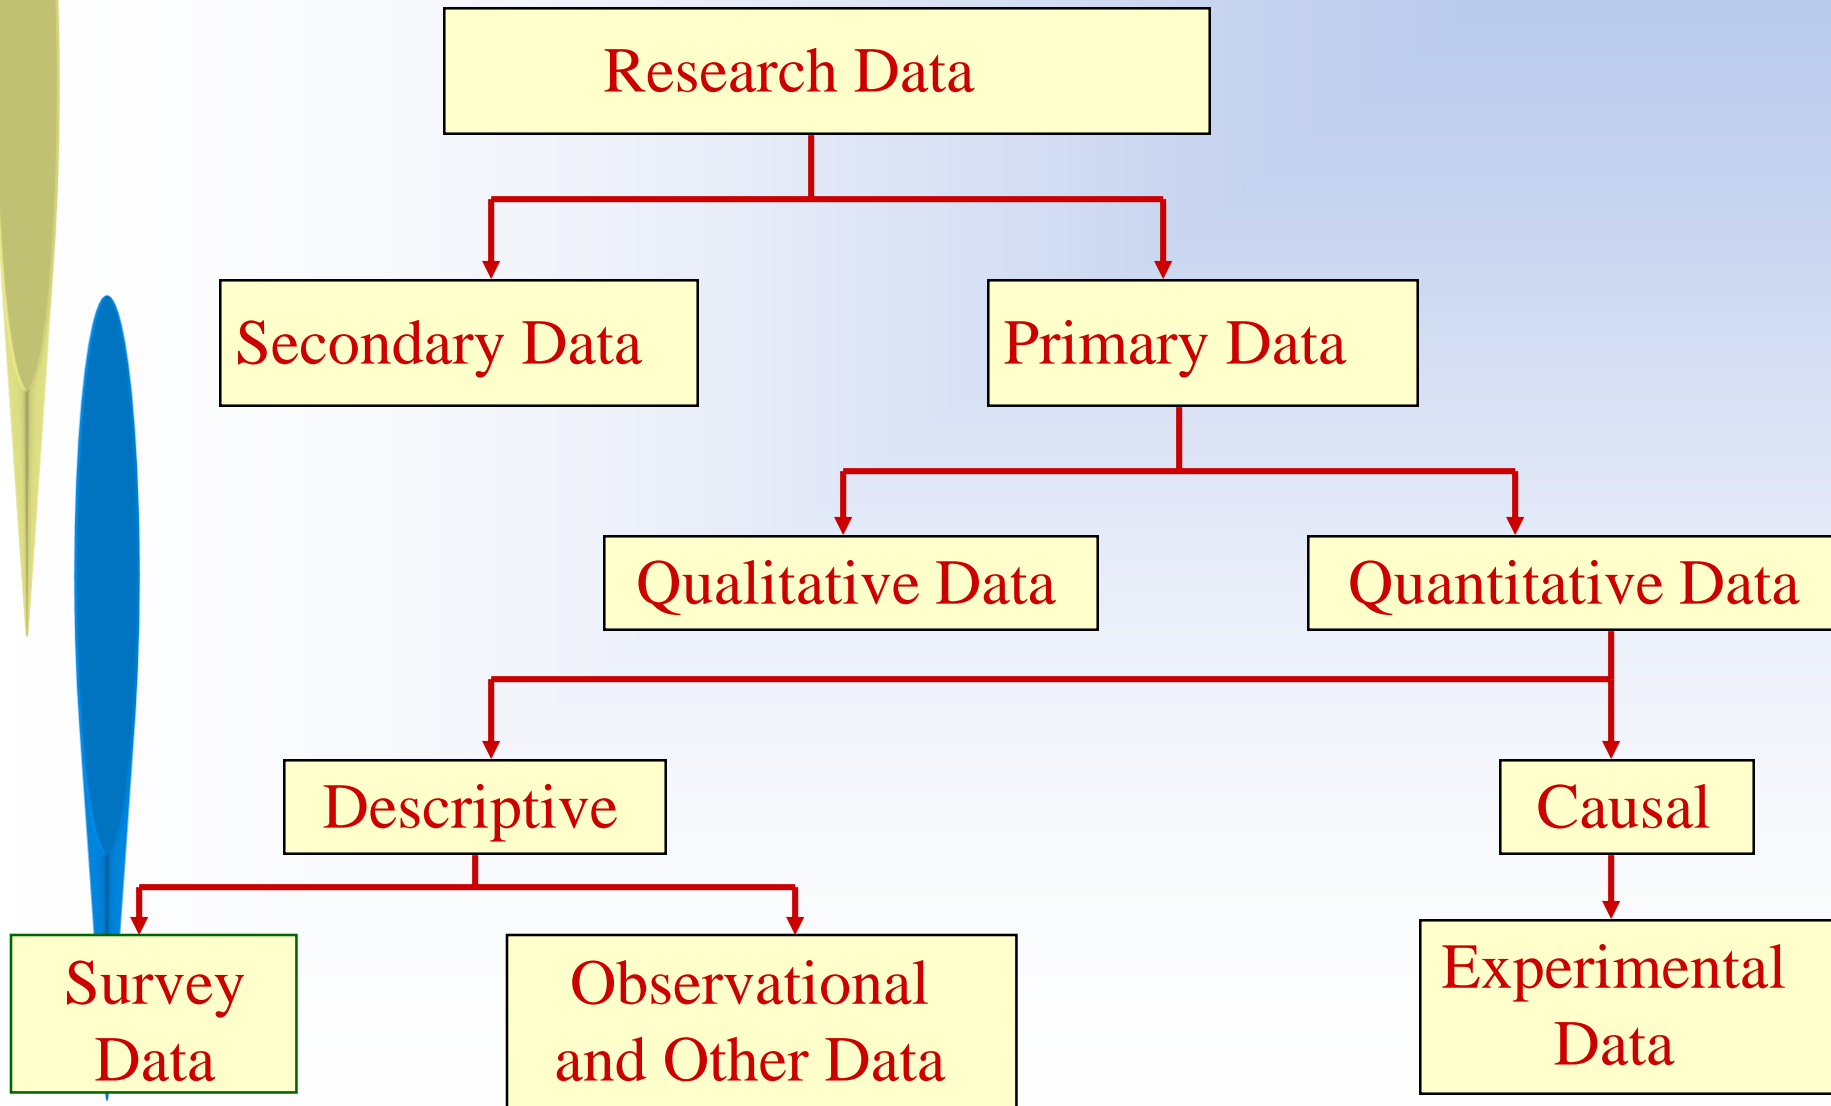 Research Data
Secondary Data
Primary Data
Qualitative Data
Quantitative Data
Descriptive
Causal
Survey
Data
Observational
and Other Data
Experimental
Data